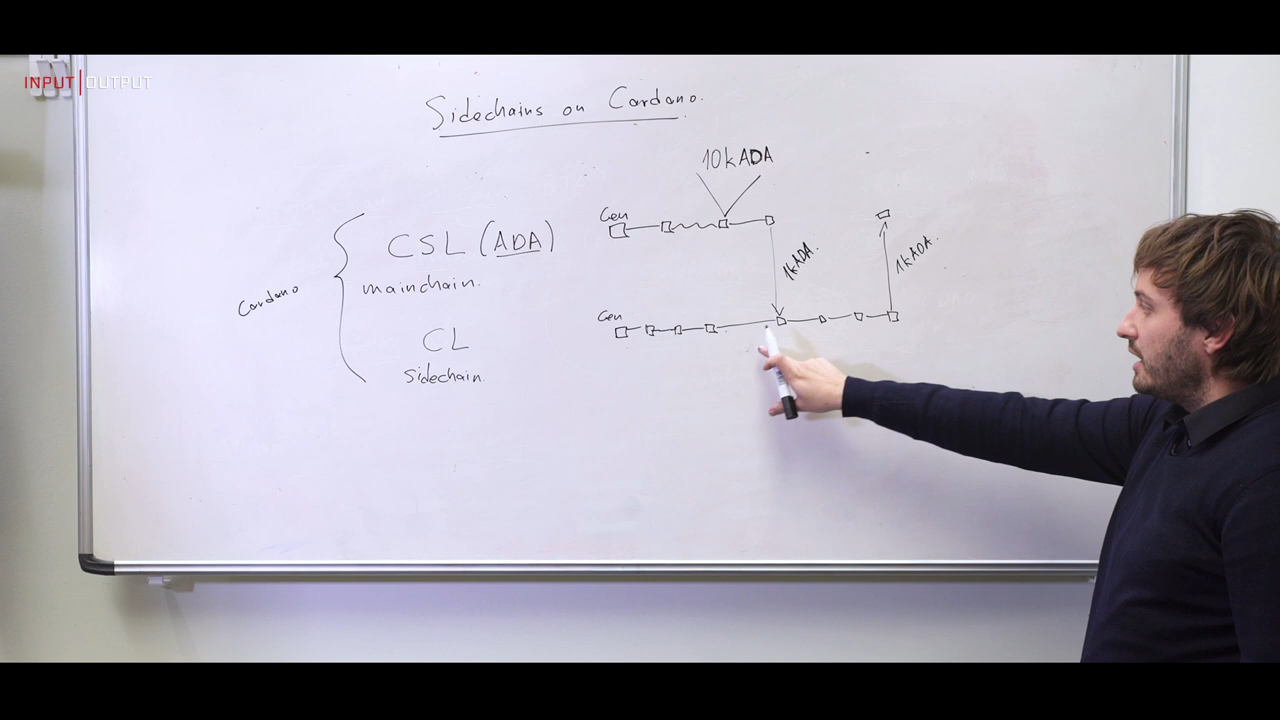 INPUT|OUTPUT
Sidechains on Cardano.
10kADA
Gen
CSL (ADA)
mainchain.
1kADA.
1kADA.
Cardano
Gen
CL
Sidechain.